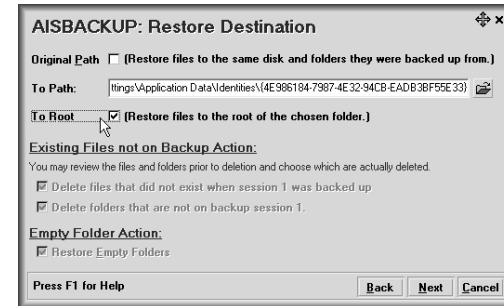 AISBACKUP: Restore Destination
Original Path (Restore files to the same disk and folders they were backed up from.)
To Path: ttings\Application Data\Identities\{4E986184-7987-4E32-94CB-EADB3BF55E33}
To Root (Restore files to the root of the chosen folder.)
Existing Files not on Backup Action:
You may review the files and folders prior to deletion and choose which are actually deleted.
Delete files that did not exist when session 1 was backed up
Delete folders that are not on backup session 1.
Empty Folder Action:
Restore Empty Folders
Press F1 for Help Back Next Cancel